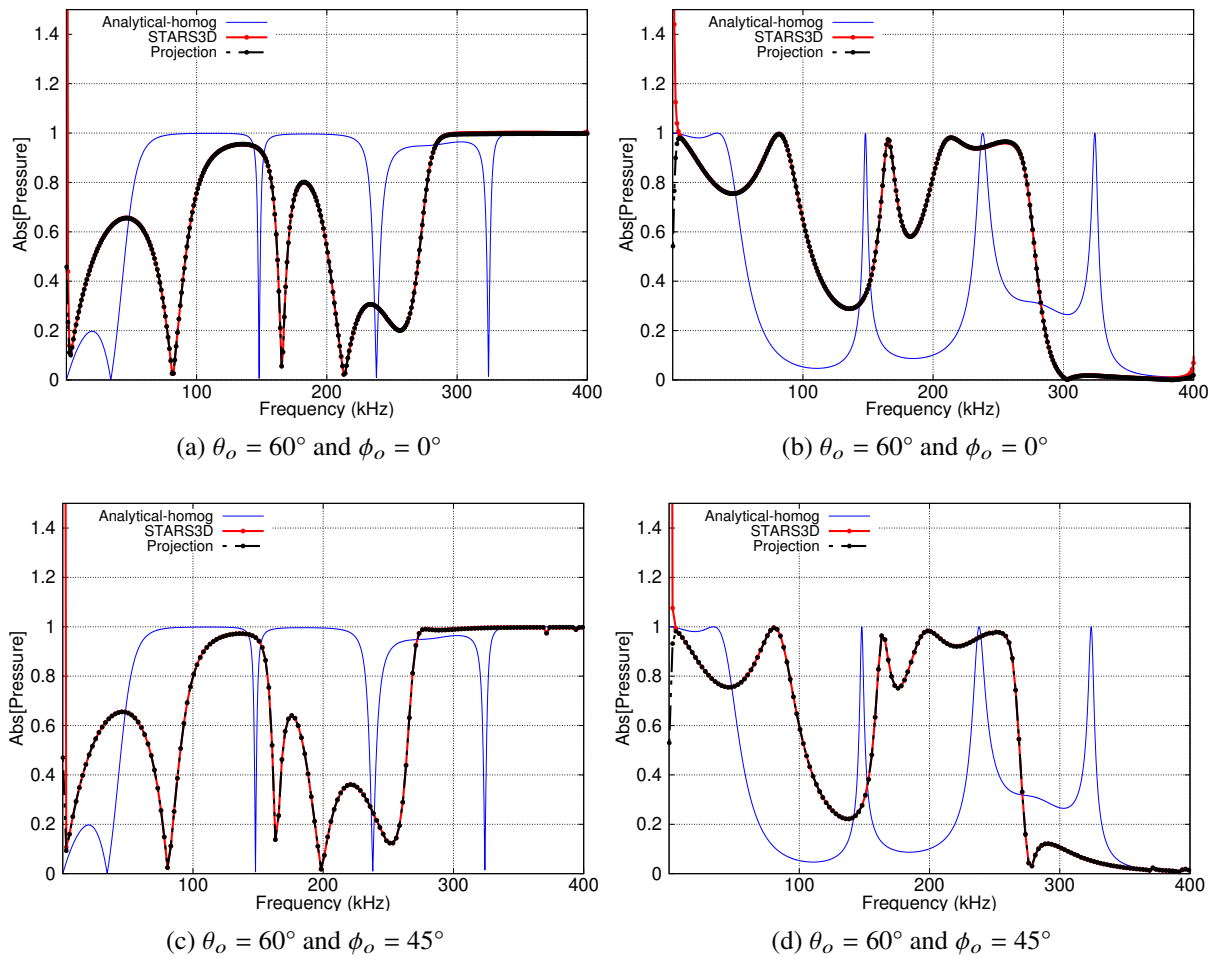 Analytical-homog
STARS3D
Projection
Abs[Pressure]
1.4
1.2
1
0.8
0.6
0.4
0.2
0
100
200
300
400
Frequency (kHz)
(a) θₒ = 60° and ϕₒ = 0°
Analytical-homog
STARS3D
Projection
Abs[Pressure]
1.4
1.2
1
0.8
0.6
0.4
0.2
0
100
200
300
400
Frequency (kHz)
(b) θₒ = 60° and ϕₒ = 0°
Analytical-homog
STARS3D
Projection
Abs[Pressure]
1.4
1.2
1
0.8
0.6
0.4
0.2
0
100
200
300
400
Frequency (kHz)
(c) θₒ = 60° and ϕₒ = 45°
Analytical-homog
STARS3D
Projection
Abs[Pressure]
1.4
1.2
1
0.8
0.6
0.4
0.2
0
100
200
300
400
Frequency (kHz)
(d) θₒ = 60° and ϕₒ = 45°